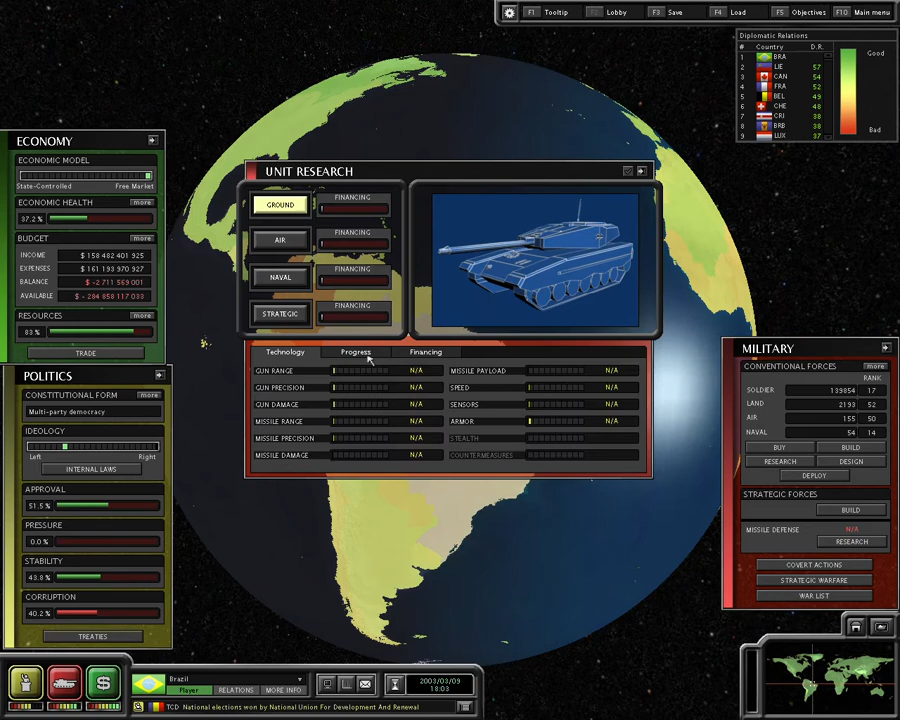 F1 Tooltip F2 Lobby F3 Save F4 Load F5 Objectives F10 Main menu
Diplomatic Relations
# Country D.R.
1 BRA
2 LIE 57
3 CAN 54
4 FRA 52
5 BEL 49
6 CHE 48
7 CRI 38
8 BRB 38
9 LUX 37
Good
Bad
ECONOMY
ECONOMIC MODEL
State-Controlled Free Market
ECONOMIC HEALTH more
37.2 %
BUDGET more
INCOME $ 158 482 401 925
EXPENSES $ 161 193 970 927
BALANCE $ -2 711 569 001
AVAILABLE $ - 284 858 117 033
RESOURCES more
83 %
TRADE
POLITICS
CONSTITUTIONAL FORM more
Multi-party democracy
IDEOLOGY
Left Right
INTERNAL LAWS
APPROVAL
51.5 %
PRESSURE
0.0 %
STABILITY
43.8 %
CORRUPTION
40.2 %
TREATIES
UNIT RESEARCH
GROUND FINANCING
AIR FINANCING
NAVAL FINANCING
STRATEGIC FINANCING
Technology Progress Financing
GUN RANGE N/A MISSILE PAYLOAD N/A
GUN PRECISION N/A SPEED N/A
GUN DAMAGE N/A SENSORS N/A
MISSILE RANGE N/A ARMOR N/A
MISSILE PRECISION N/A STEALTH
MISSILE DAMAGE N/A COUNTERMEASURES
MILITARY
CONVENTIONAL FORCES more
RANK
SOLDIER 139854 17
LAND 2193 52
AIR 155 50
NAVAL 54 14
BUY BUILD
RESEARCH DESIGN
DEPLOY
STRATEGIC FORCES
BUILD
MISSILE DEFENSE N/A
RESEARCH
COVERT ACTIONS
STRATEGIC WARFARE
WAR LIST
Brazil
Player RELATIONS MORE INFO
2003/03/09
18:03
TCD National elections won by National Union For Development And Renewal